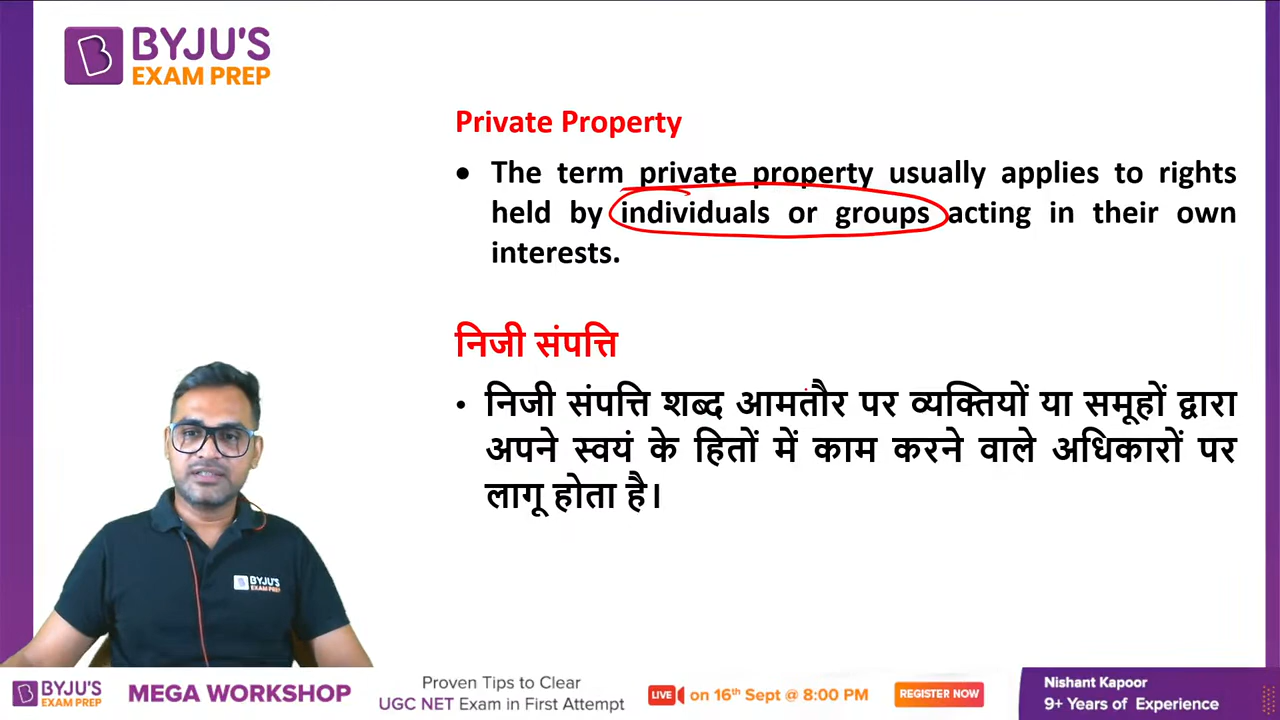 BYJU'S
EXAM PREP
Private Property
• The term private property usually applies to rights
held by individuals or groups acting in their own
interests.
निजी संपत्ति
• निजी संपत्ति शब्द आमतौर पर व्यक्तियों या समूहों द्वारा
अपने स्वयं के हितों में काम करने वाले अधिकारों पर
लागू होता है।
BYJU'S
EXAM PREP
BYJU'S
EXAM PREP
MEGA WORKSHOP
Proven Tips to Clear
UGC NET Exam in First Attempt
LIVE on 16th Sept @ 8:00 PM
REGISTER NOW
Nishant Kapoor
9+ Years of Experience